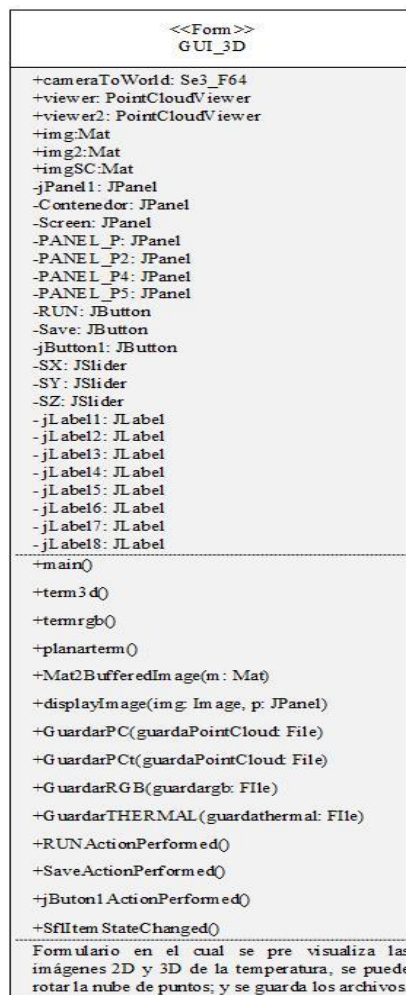 <<Form>>
GUI_3D
+cameraToWorld: Se3_F64
+viewer: PointCloudViewer
+viewer2: PointCloudViewer
+img:Mat
+img2:Mat
+imgSC:Mat
-jPanel1: JPanel
-Contenedor: JPanel
-Screen: JPanel
-PANEL_P: JPanel
-PANEL_P2: JPanel
-PANEL_P4: JPanel
-PANEL_P5: JPanel
-RUN: JButton
-Save: JButton
-jButton1: JButton
-SX: JSlider
-SY: JSlider
-SZ: JSlider
-jLabel1: JLabel
-jLabel2: JLabel
-jLabel3: JLabel
-jLabel4: JLabel
-jLabel5: JLabel
-jLabel6: JLabel
-jLabel7: JLabel
-jLabel8: JLabel
+main()
+term3d()
+termrgb()
+planarterm()
+Mat2BufferedImage(m: Mat)
+displayImage(img: Image, p: JPanel)
+GuardarPC(guardaPointCloud: File)
+GuardarPCt(guardaPointCloud: File)
+GuardarRGB(guardargb: FIle)
+GuardarTHERMAL(guardathermal: FIle)
+RUNActionPerformed()
+SaveActionPerformed()
+jButon1ActionPerformed()
+SflItemStateChanged()
Formulario en el cual se pre visualiza las
imágenes 2D y 3D de la temperatura, se puede
rotar la nube de puntos; y se guarda los archivos.